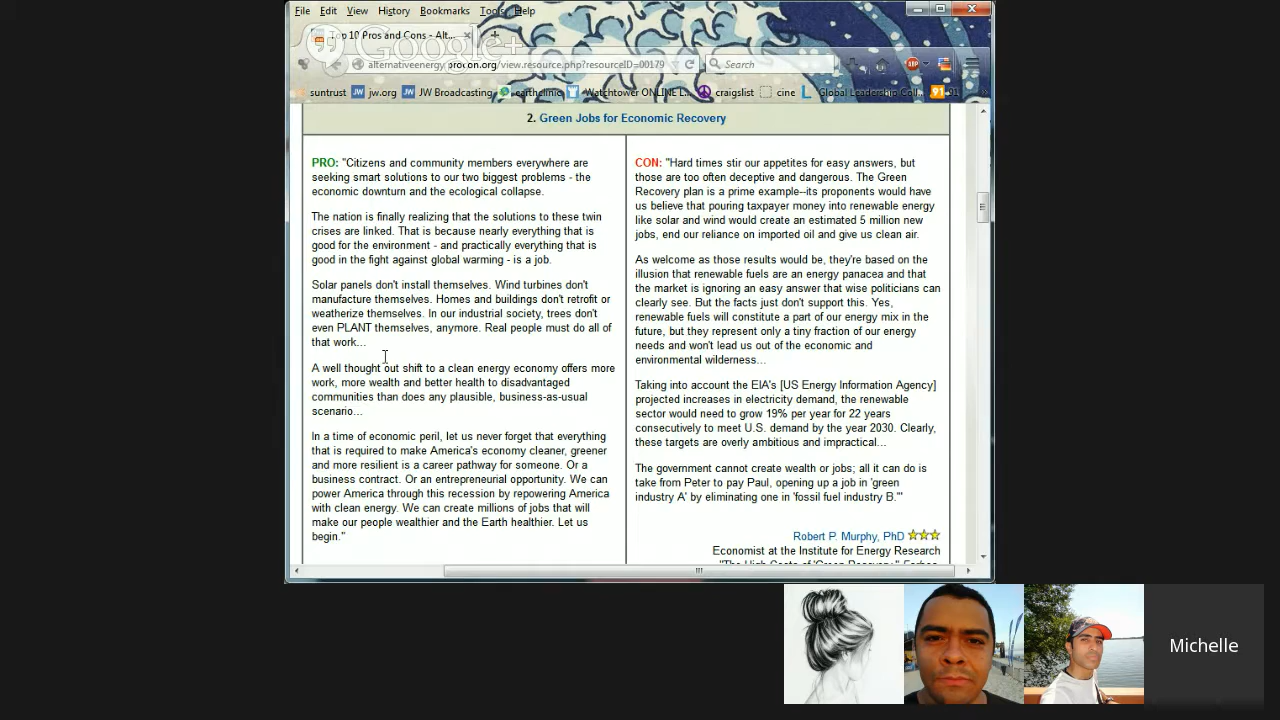 File Edit View History Bookmarks Tools Help
Top 10 Pros and Cons - Alt...
Google+
alternativeenergy.procon.org/view.resource.php?resourceID=00179
Search
suntrust jw.org JW Broadcasting earthclinic Watchtower ONLINE L... craigslist cine Global Leadership Coll... 91
2. Green Jobs for Economic Recovery
PRO: "Citizens and community members everywhere are
seeking smart solutions to our two biggest problems - the
economic downturn and the ecological collapse.
The nation is finally realizing that the solutions to these twin
crises are linked. That is because nearly everything that is
good for the environment - and practically everything that is
good in the fight against global warming - is a job.
Solar panels don't install themselves. Wind turbines don't
manufacture themselves. Homes and buildings don't retrofit or
weatherize themselves. In our industrial society, trees don't
even PLANT themselves, anymore. Real people must do all of
that work...
A well thought out shift to a clean energy economy offers more
work, more wealth and better health to disadvantaged
communities than does any plausible, business-as-usual
scenario...
In a time of economic peril, let us never forget that everything
that is required to make America's economy cleaner, greener
and more resilient is a career pathway for someone. Or a
business contract. Or an entrepreneurial opportunity. We can
power America through this recession by repowering America
with clean energy. We can create millions of jobs that will
make our people wealthier and the Earth healthier. Let us
begin."
CON: "Hard times stir our appetites for easy answers, but
those are too often deceptive and dangerous. The Green
Recovery plan is a prime example--its proponents would have
us believe that pouring taxpayer money into renewable energy
like solar and wind would create an estimated 5 million new
jobs, end our reliance on imported oil and give us clean air.
As welcome as those results would be, they're based on the
illusion that renewable fuels are an energy panacea and that
the market is ignoring an easy answer that wise politicians can
clearly see. But the facts just don't support this. Yes,
renewable fuels will constitute a part of our energy mix in the
future, but they represent only a tiny fraction of our energy
needs and won't lead us out of the economic and
environmental wilderness...
Taking into account the EIA's [US Energy Information Agency]
projected increases in electricity demand, the renewable
sector would need to grow 19% per year for 22 years
consecutively to meet U.S. demand by the year 2030. Clearly,
these targets are overly ambitious and impractical...
The government cannot create wealth or jobs; all it can do is
take from Peter to pay Paul, opening up a job in 'green
industry A' by eliminating one in 'fossil fuel industry B.'"
Robert P. Murphy, PhD
Economist at the Institute for Energy Research
"The High Costs of 'Green Recovery,'" Forbes
Michelle